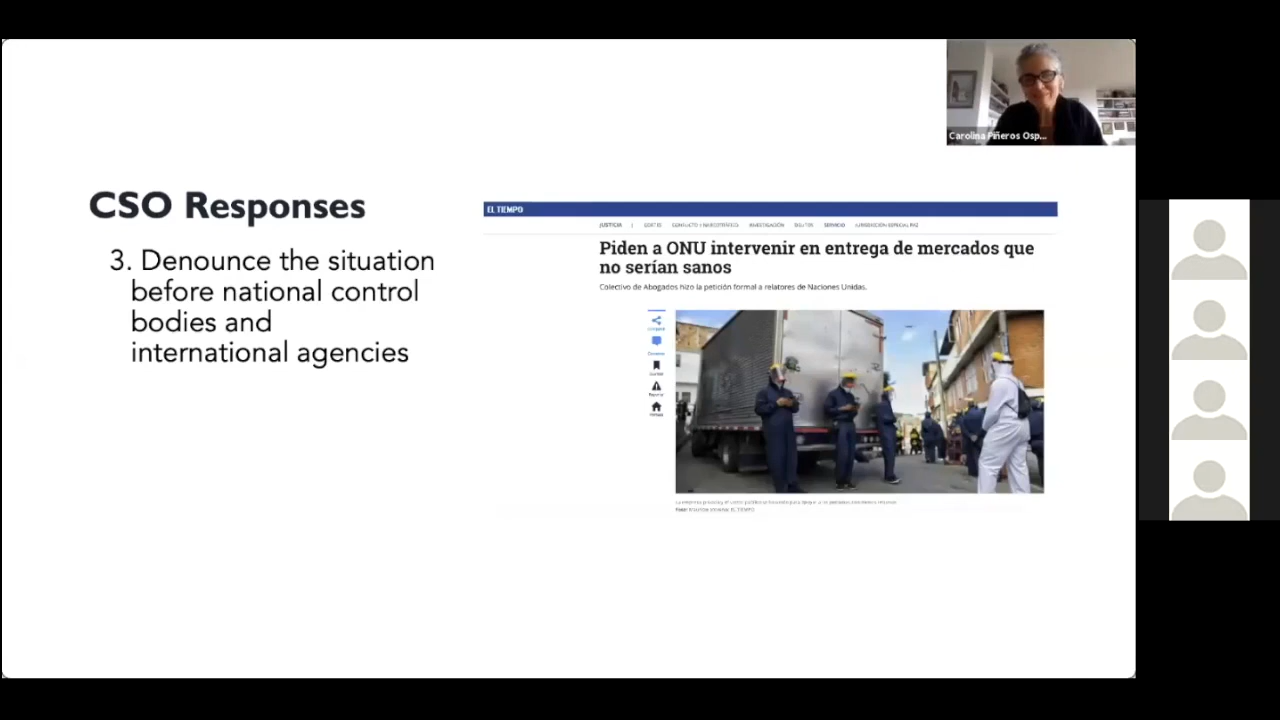 Carolina Piñeros Osp...
CSO Responses
3. Denounce the situation
before national control
bodies and
international agencies
EL TIEMPO
JUSTICIA | CORTES CONFLICTO Y NARCOTRÁFICO INVESTIGACIÓN DELITOS SERVICIO JURISDICCIÓN ESPECIAL PAZ
Piden a ONU intervenir en entrega de mercados que
no serían sanos
Colectivo de Abogados hizo la petición formal a relatores de Naciones Unidas.